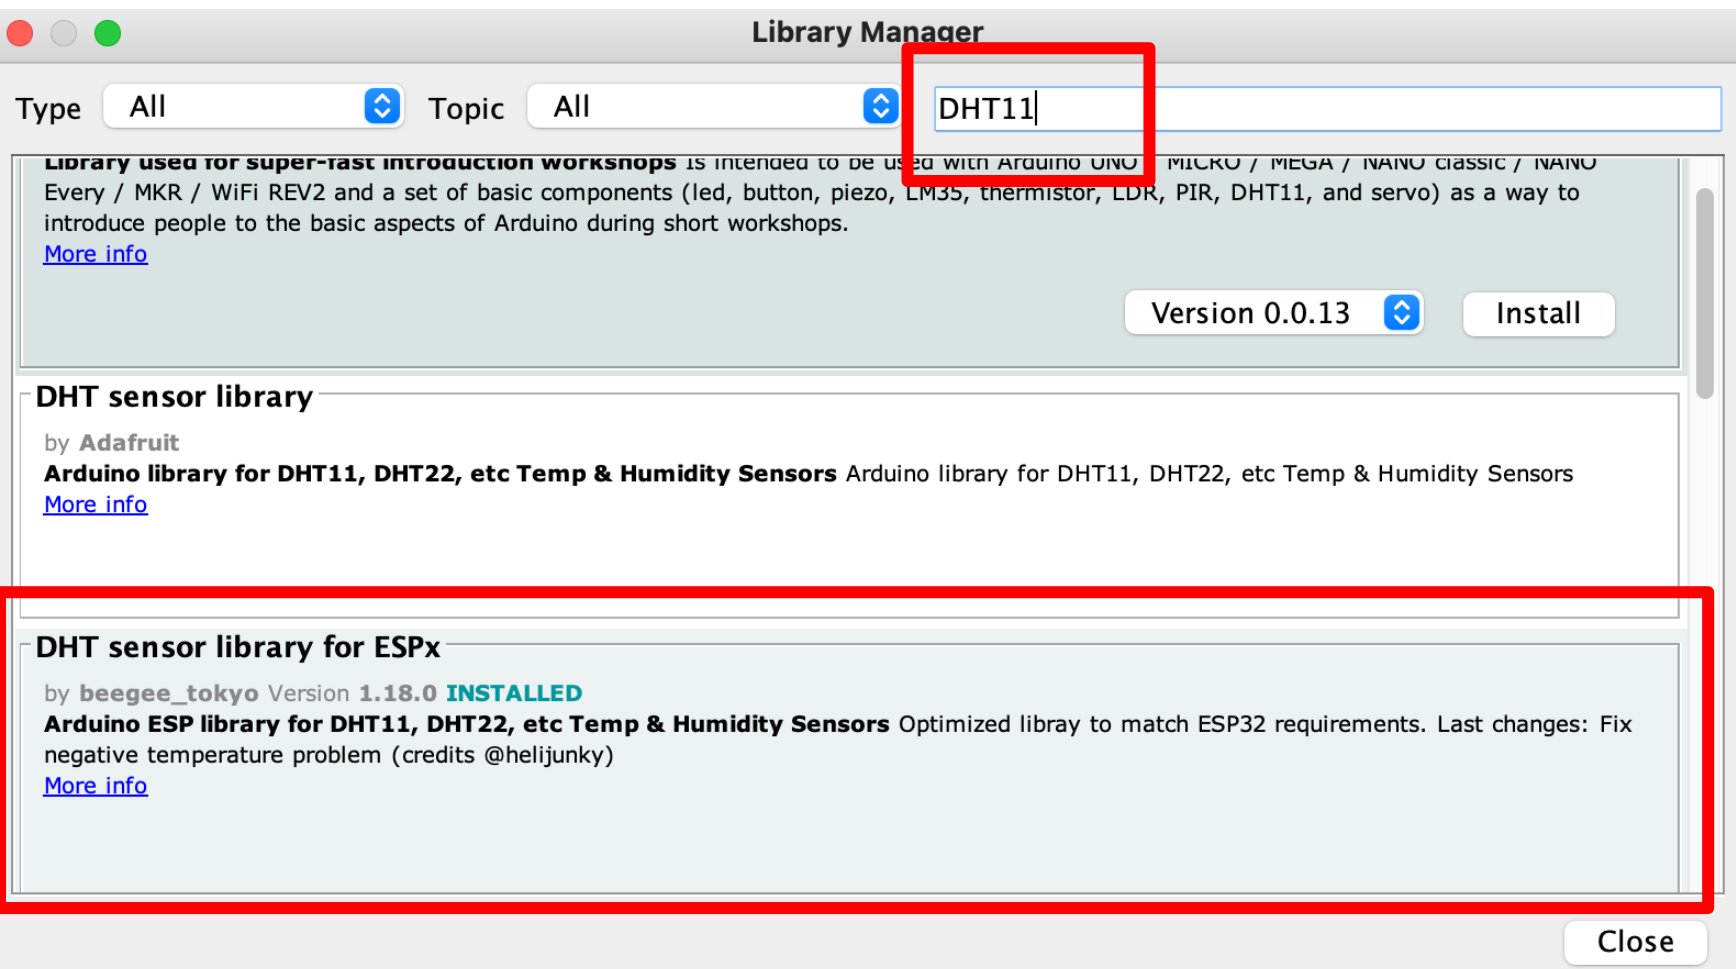 Library Manager
Type All Topic All DHT11
Library used for super-fast introduction workshops Is intended to be used with Arduino UNO / MICRO / MEGA / NANO classic / NANO
Every / MKR / WiFi REV2 and a set of basic components (led, button, piezo, LM35, thermistor, LDR, PIR, DHT11, and servo) as a way to
introduce people to the basic aspects of Arduino during short workshops.
More info
Version 0.0.13 Install
DHT sensor library
by Adafruit
Arduino library for DHT11, DHT22, etc Temp & Humidity Sensors Arduino library for DHT11, DHT22, etc Temp & Humidity Sensors
More info
DHT sensor library for ESPx
by beegee_tokyo Version 1.18.0 INSTALLED
Arduino ESP library for DHT11, DHT22, etc Temp & Humidity Sensors Optimized libray to match ESP32 requirements. Last changes: Fix
negative temperature problem (credits @helijunky)
More info
Close